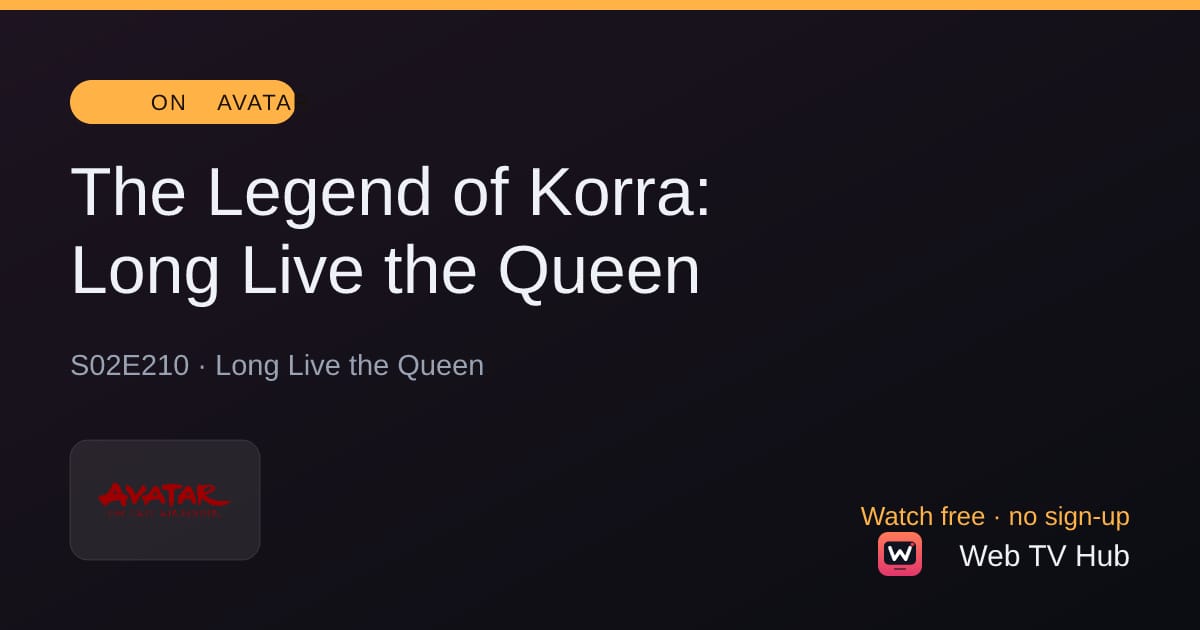 ON AVATA
The Legend of Korra:
Long Live the Queen
S02E210 · Long Live the Queen
AVATAR
Watch free · no sign-up
W
Web TV Hub